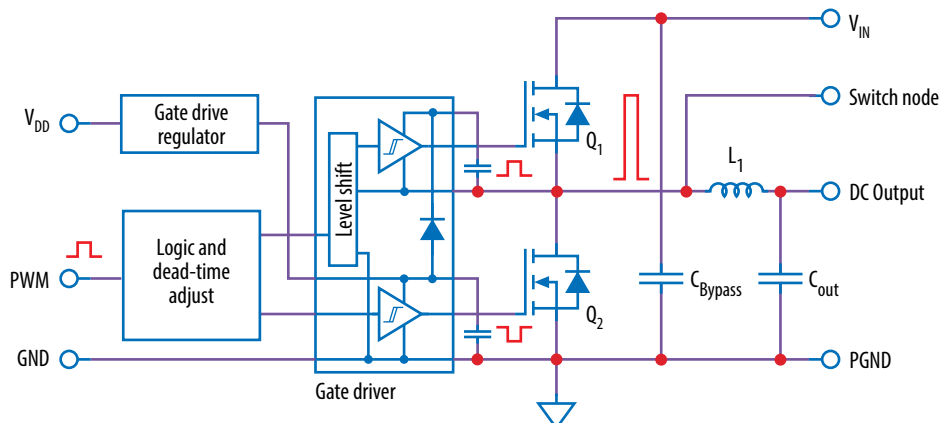 V_IN
Switch node
V_DD
Gate drive
regulator
Q_1
L_1
DC Output
Level shift
PWM
Logic and
dead-time
adjust
C_Bypass
C_out
Q_2
GND
PGND
Gate driver